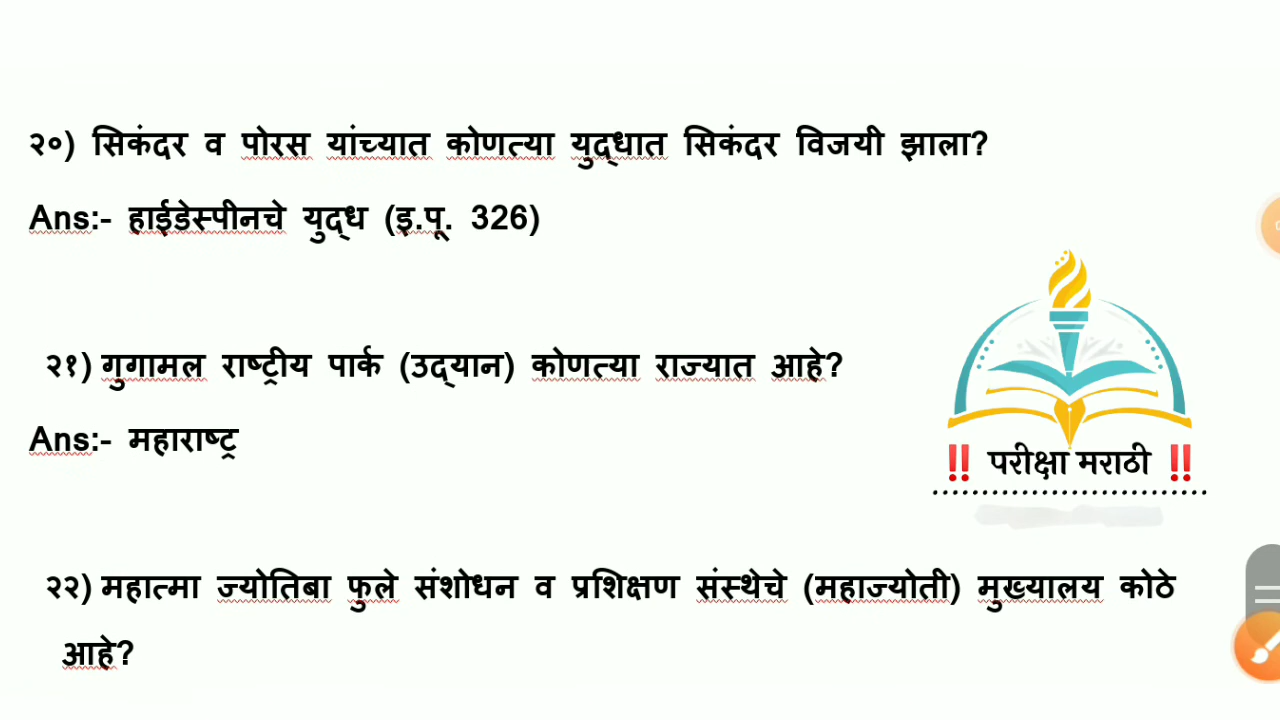 २०) सिकंदर व पोरस यांच्यात कोणत्या युद्धात सिकंदर विजयी झाला?
Ans:- हाईडेस्पीनचे युद्ध (इ.पू. 326)
२१) गुगामल राष्ट्रीय पार्क (उद्यान) कोणत्या राज्यात आहे?
Ans:- महाराष्ट्र
‼ परीक्षा मराठी ‼
२२) महात्मा ज्योतिबा फुले संशोधन व प्रशिक्षण संस्थेचे (महाज्योती) मुख्यालय कोठे
आहे?